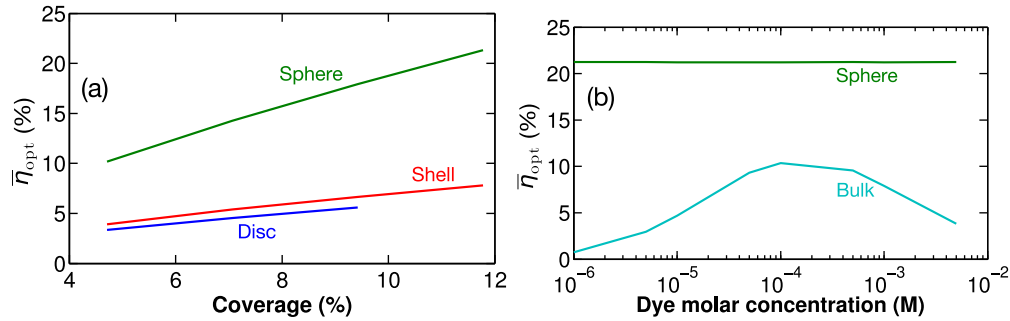 (a)
η̅opt (%)
25
20
15
10
5
0
Sphere
Shell
Disc
4 6 8 10 12
Coverage (%)
(b)
η̅opt (%)
25
20
15
10
5
0
Sphere
Bulk
10⁻⁶ 10⁻⁵ 10⁻⁴ 10⁻³ 10⁻²
Dye molar concentration (M)